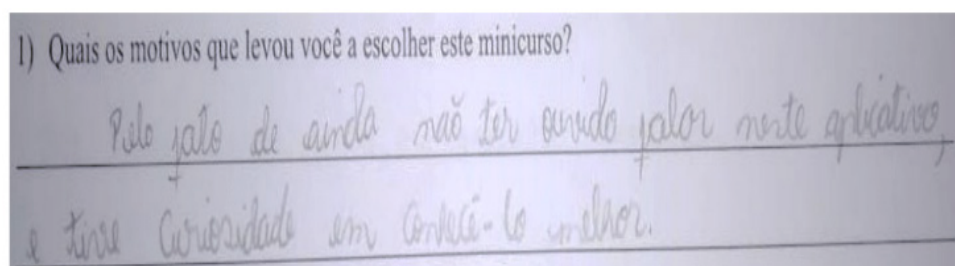 1) Quais os motivos que levou você a escolher este minicurso?
Pelo fato de ainda não ter ouvido falar neste aplicativo,
e tive curiosidade em conhecê-lo melhor.